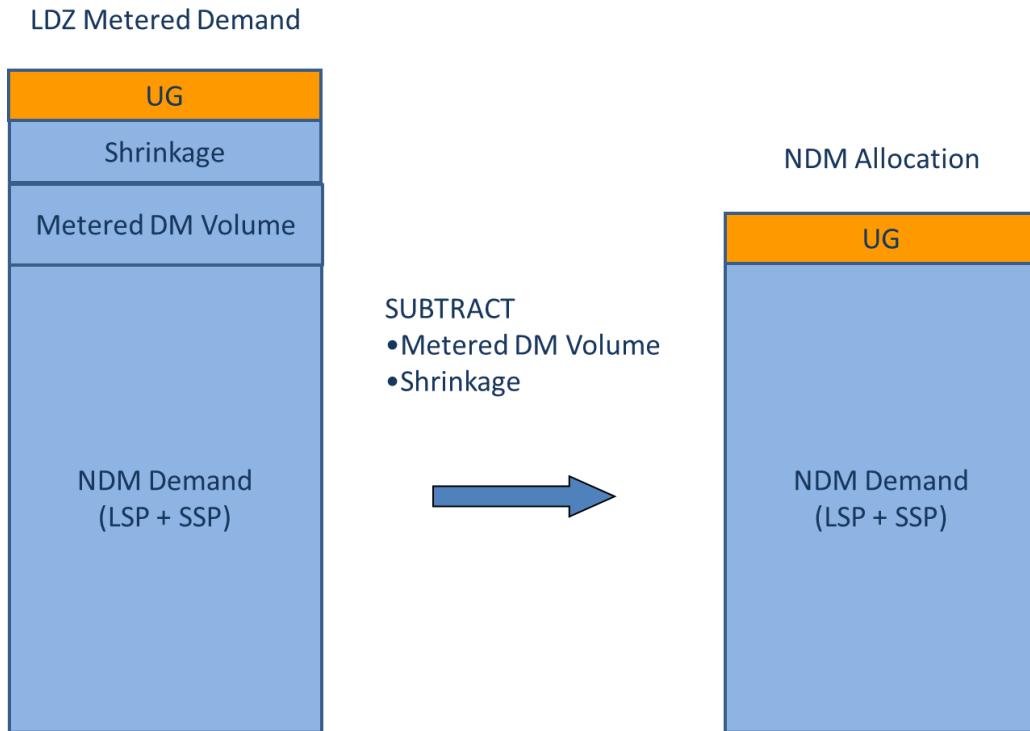 LDZ Metered Demand
UG
Shrinkage
Metered DM Volume
NDM Demand
(LSP + SSP)
SUBTRACT
•Metered DM Volume
•Shrinkage
NDM Allocation
UG
NDM Demand
(LSP + SSP)